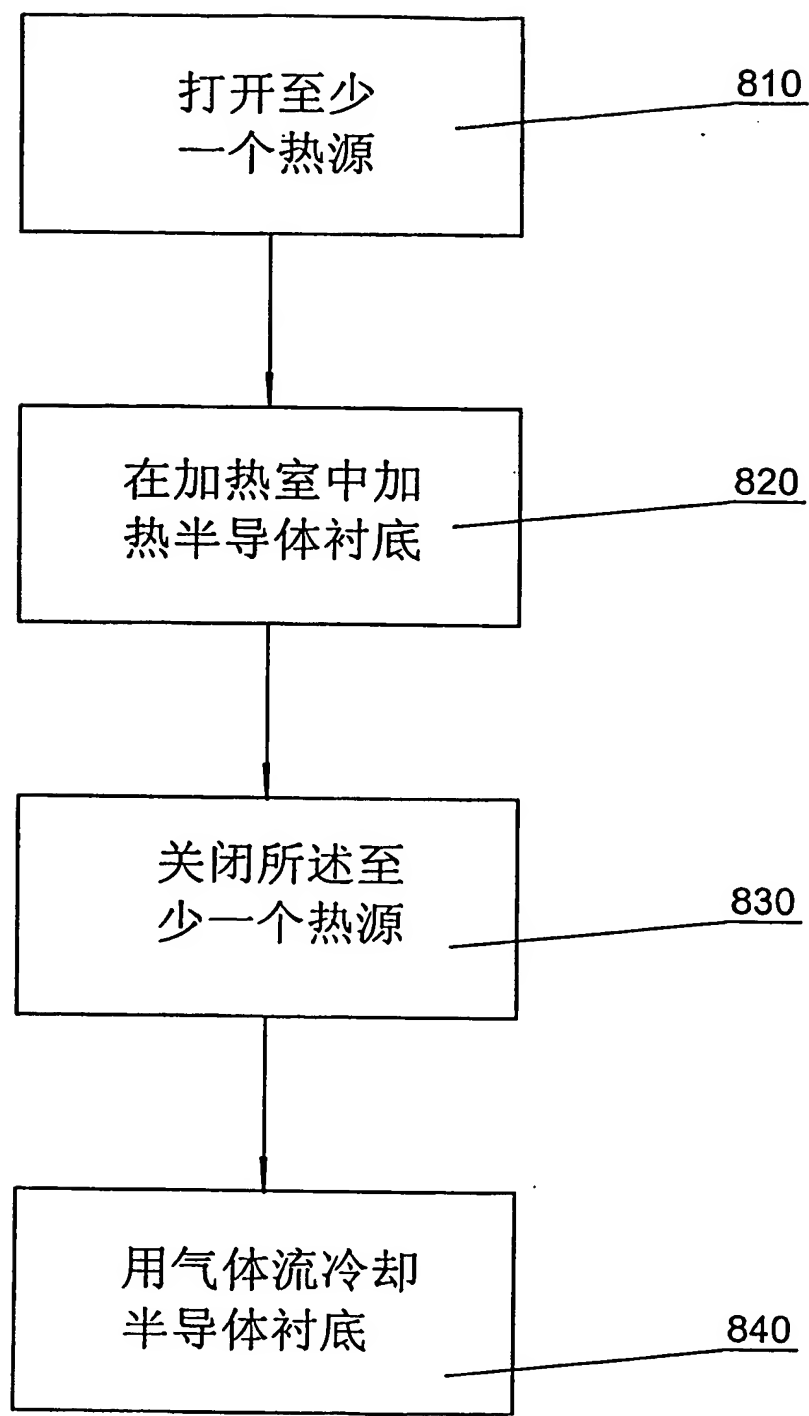 打开至少
一个热源
810
在加热室中加
热半导体衬底
820
关闭所述至
少一个热源
830
用气体流冷却
半导体衬底
840